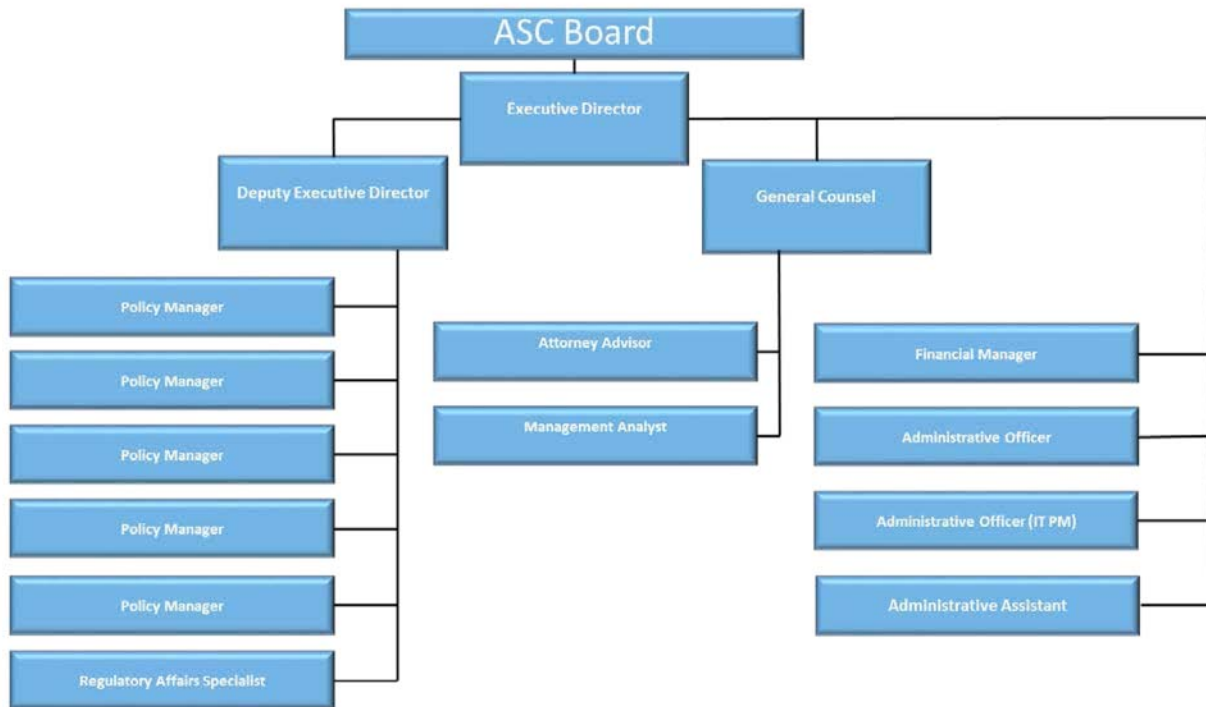 ASC Board
Executive Director
Deputy Executive Director
General Counsel
Policy Manager
Policy Manager
Policy Manager
Policy Manager
Policy Manager
Regulatory Affairs Specialist
Attorney Advisor
Management Analyst
Financial Manager
Administrative Officer
Administrative Officer (IT PM)
Administrative Assistant